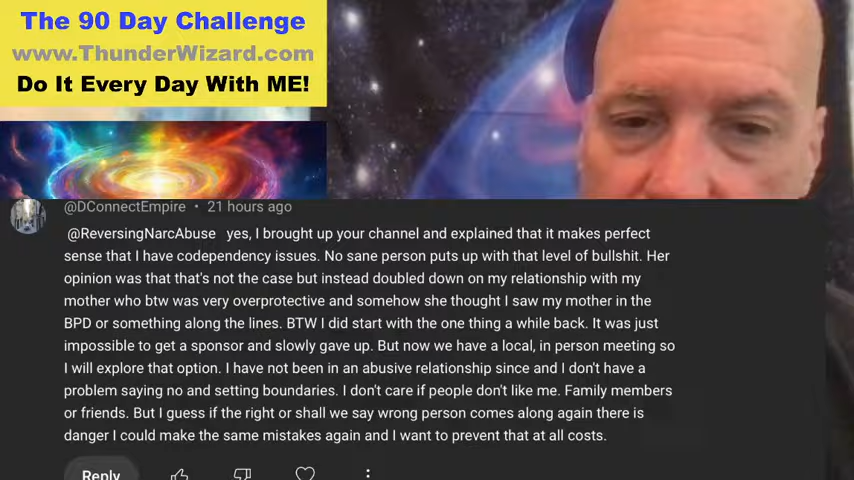 The 90 Day Challenge
www.ThunderWizard.com
Do It Every Day With ME!
@DConnectEmpire • 21 hours ago
@ReversingNarcAbuse yes, I brought up your channel and explained that it makes perfect
sense that I have codependency issues. No sane person puts up with that level of bullshit. Her
opinion was that that's not the case but instead doubled down on my relationship with my
mother who btw was very overprotective and somehow she thought I saw my mother in the
BPD or something along the lines. BTW I did start with the one thing a while back. It was just
impossible to get a sponsor and slowly gave up. But now we have a local, in person meeting so
I will explore that option. I have not been in an abusive relationship since and I don't have a
problem saying no and setting boundaries. I don't care if people don't like me. Family members
or friends. But I guess if the right or shall we say wrong person comes along again there is
danger I could make the same mistakes again and I want to prevent that at all costs.
Reply